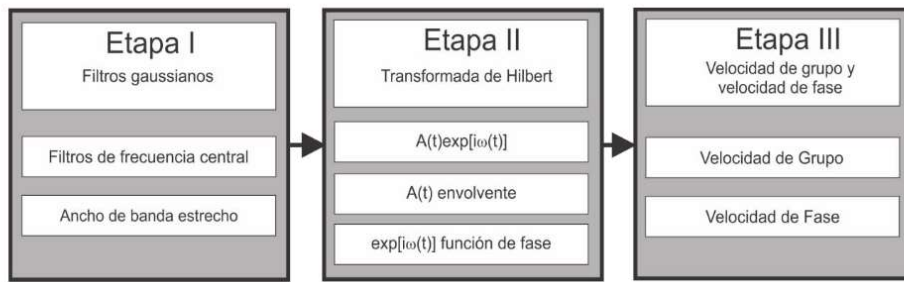 Etapa I
Filtros gaussianos
Filtros de frecuencia central
Ancho de banda estrecho
Etapa II
Transformada de Hilbert
A(t)exp[iω(t)]
A(t) envolvente
exp[iω(t)] función de fase
Etapa III
Velocidad de grupo y
velocidad de fase
Velocidad de Grupo
Velocidad de Fase